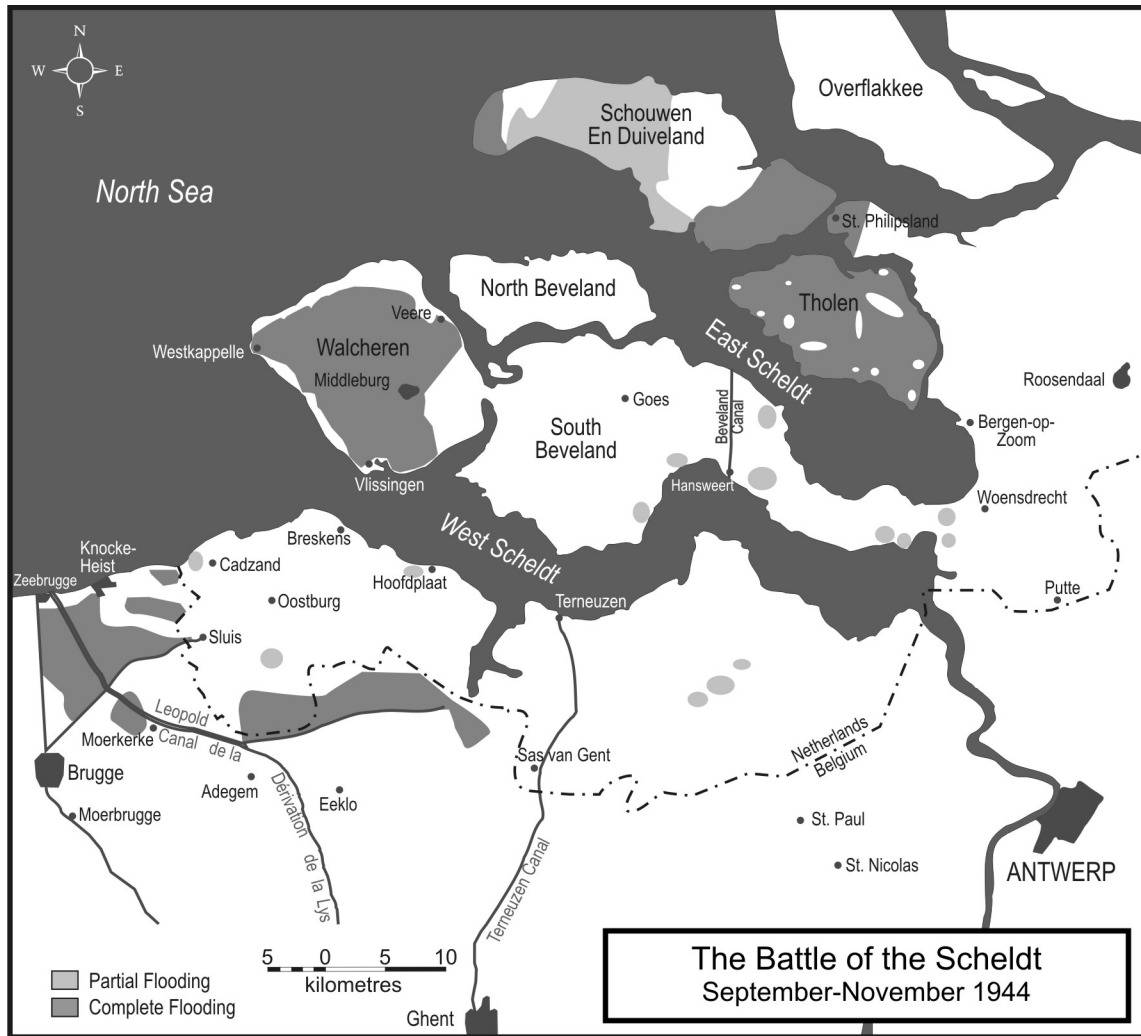 N
W E
S
Overflakkee
Schouwen
En Duiveland
North Sea
St. Philipsland
North Beveland
Tholen
Veere
East Scheldt
Westkappelle
Walcheren
Middleburg
Roosendaal
Goes
Beveland
Canal
Bergen-op-
Zoom
South
Beveland
Vlissingen
Hansweert
Woensdrecht
West Scheldt
Breskens
Knocke-
Heist
Zeebrugge
Cadzand
Hoofdplaat
Oostburg
Terneuzen
Putte
Sluis
Leopold
Canal de la
Dérivation de la Lys
Moerkerke
Netherlands
Belgium
Sas van Gent
Brugge
Adegem
Eeklo
Moerbrugge
St. Paul
St. Nicolas
ANTWERP
Terneuzen Canal
5 0 5 10
kilometres
Partial Flooding
Complete Flooding
Ghent
The Battle of the Scheldt
September-November 1944